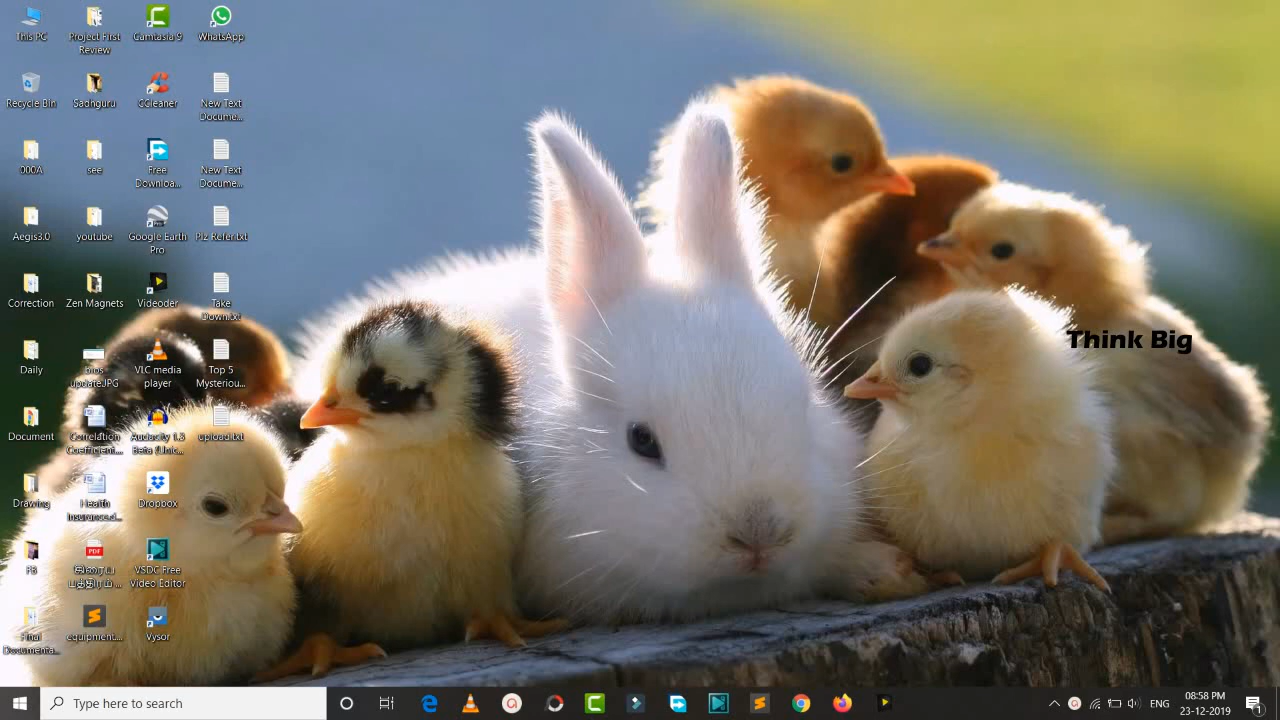 This PC
Project First
Review
Camtasia 9
WhatsApp
Recycle Bin
Sadhguru
CCleaner
New Text
Docume...
000A
see
Free
Downloa...
New Text
Docume...
Aegis3.0
youtube
Google Earth
Pro
Plz Refer.txt
Correction
Zen Magnets
Videoder
Take
Down.txt
Daily
bios
update.JPG
VLC media
player
Top 5
Mysteriou...
Document
Correlation
Coefficient...
Audacity 1.3
Beta (Unic...
upload.txt
Drawing
Health
Insurance.d...
Dropbox
PDF
VSDC Free
Video Editor
Final
Documenta...
equipment....
Vysor
Think Big
Type here to search
ENG
08:58 PM
23-12-2019
1